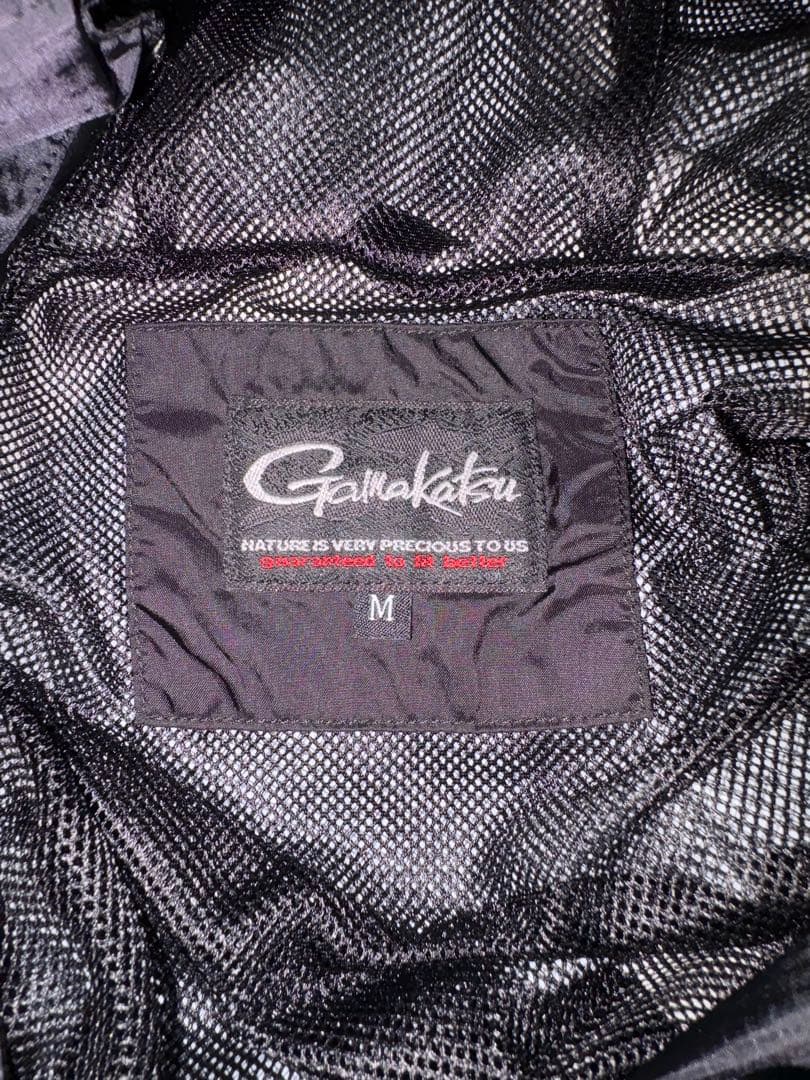 Gamakatsu
NATURE IS VERY PRECIOUS TO US
guaranteed to fit better
M